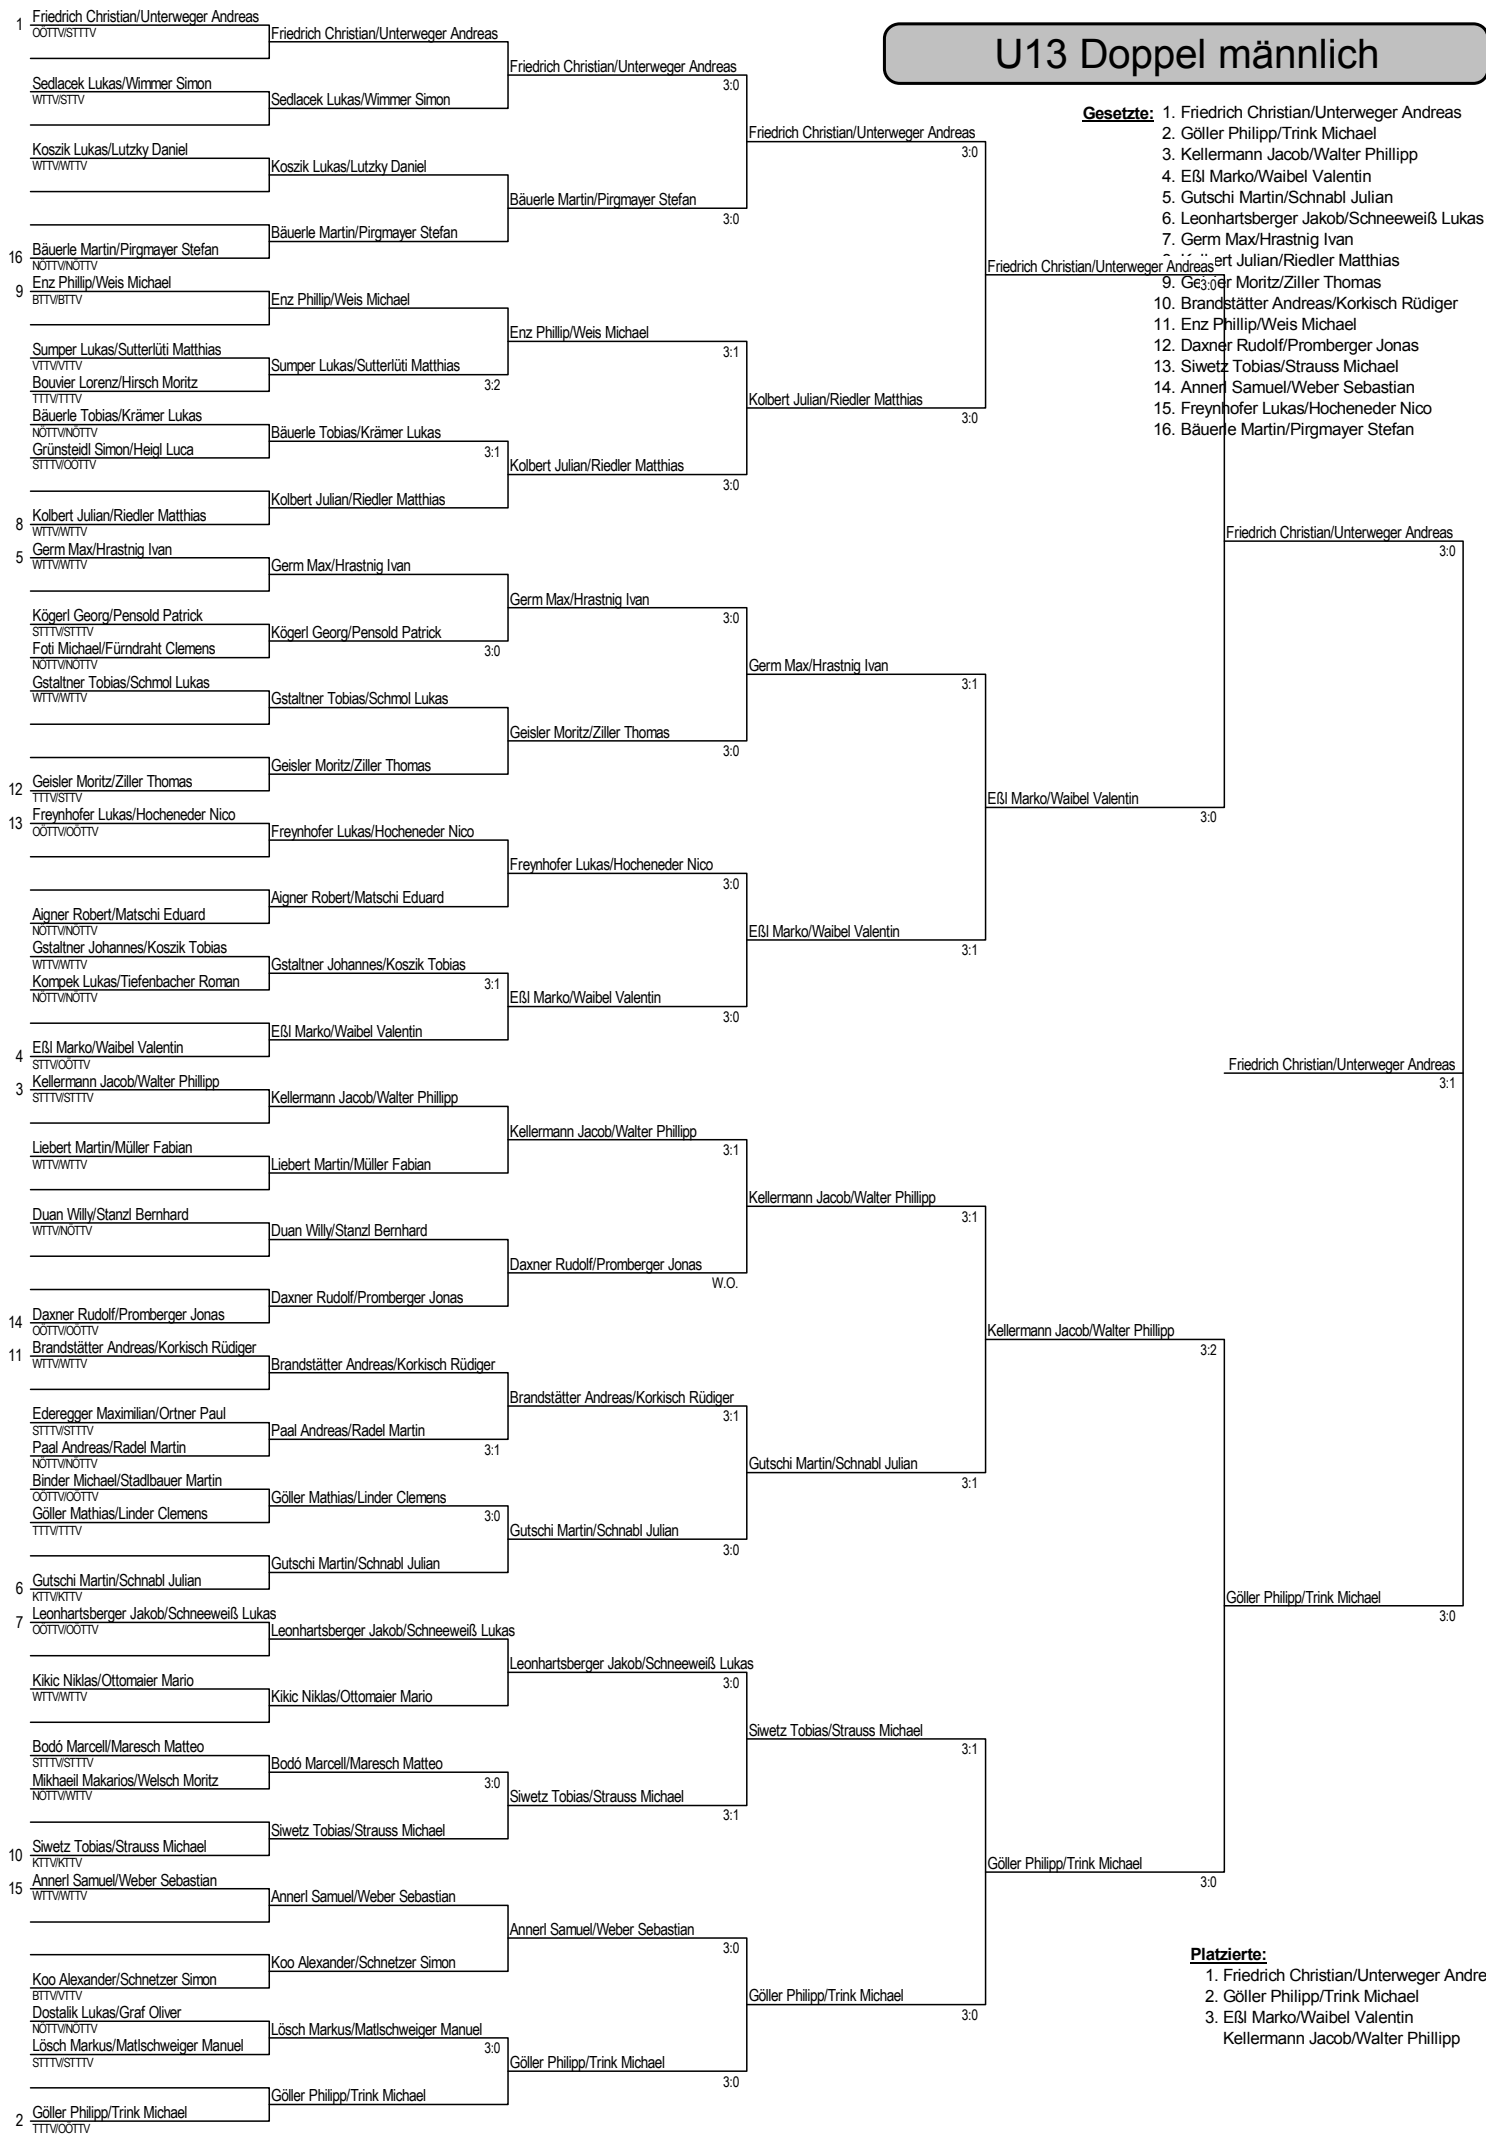 U13 Doppel männlich
Gesetzte: 1. Friedrich Christian/Unterweger Andreas
2. Göller Philipp/Trink Michael
3. Kellermann Jacob/Walter Phillipp
4. Eßl Marko/Waibel Valentin
5. Gutschi Martin/Schnabl Julian
6. Leonhartsberger Jakob/Schneeweiß Lukas
7. Germ Max/Hrastnig Ivan
Julian/Riedler Matthias
9. Moritz/Ziller Thomas
10. Brandstätter Andreas/Korkisch Rüdiger
11. Enz Phillip/Weis Michael
12. Daxner Rudolf/Promberger Jonas
13. Siwetz Tobias/Strauss Michael
14. Annerl Samuel/Weber Sebastian
15. Freynhofer Lukas/Hocheneder Nico
16. Bäuerle Martin/Pirgmayer Stefan
1 Friedrich Christian/Unterweger Andreas
OÖTTV/STTTV
Sedlacek Lukas/Wimmer Simon
WTTV/STTV
Koszik Lukas/Lutzky Daniel
WTTV/WTTV
16 Bäuerle Martin/Pirgmayer Stefan
NÖTTV/NÖTTV
9 Enz Phillip/Weis Michael
BTTV/BTTV
Sumper Lukas/Sutterlüti Matthias
VTTV/VTTV
Bouvier Lorenz/Hirsch Moritz
TTTV/TTTV
Bäuerle Tobias/Krämer Lukas
NÖTTV/NÖTTV
Grünsteidl Simon/Heigl Luca
STTTV/OÖTTV
8 Kolbert Julian/Riedler Matthias
WTTV/WTTV
5 Germ Max/Hrastnig Ivan
WTTV/WTTV
Kögerl Georg/Pensold Patrick
STTTV/STTTV
Foti Michael/Fürndraht Clemens
NÖTTV/NÖTTV
Gstaltner Tobias/Schmol Lukas
WTTV/WTTV
12 Geisler Moritz/Ziller Thomas
TTTV/STTV
13 Freynhofer Lukas/Hocheneder Nico
OÖTTV/OÖTTV
Aigner Robert/Matschi Eduard
NÖTTV/NÖTTV
Gstaltner Johannes/Koszik Tobias
WTTV/WTTV
Kompek Lukas/Tiefenbacher Roman
NÖTTV/NÖTTV
4 Eßl Marko/Waibel Valentin
STTV/OÖTTV
3 Kellermann Jacob/Walter Phillipp
STTTV/STTTV
Liebert Martin/Müller Fabian
WTTV/WTTV
Duan Willy/Stanzl Bernhard
WTTV/NÖTTV
14 Daxner Rudolf/Promberger Jonas
OÖTTV/OÖTTV
11 Brandstätter Andreas/Korkisch Rüdiger
WTTV/WTTV
Ederegger Maximilian/Ortner Paul
STTTV/STTTV
Paal Andreas/Radel Martin
NÖTTV/NÖTTV
Binder Michael/Stadlbauer Martin
OÖTTV/OÖTTV
Göller Mathias/Linder Clemens
TTTV/TTTV
6 Gutschi Martin/Schnabl Julian
KTTV/KTTV
7 Leonhartsberger Jakob/Schneeweiß Lukas
OÖTTV/OÖTTV
Kikic Niklas/Ottomaier Mario
WTTV/WTTV
Bodó Marcell/Maresch Matteo
STTTV/STTTV
Mikhaeil Makarios/Welsch Moritz
NÖTTV/WTTV
10 Siwetz Tobias/Strauss Michael
KTTV/KTTV
15 Annerl Samuel/Weber Sebastian
WTTV/WTTV
Koo Alexander/Schnetzer Simon
BTTV/VTTV
Dostalik Lukas/Graf Oliver
NÖTTV/NÖTTV
Lösch Markus/Matlschweiger Manuel
STTTV/STTTV
2 Göller Philipp/Trink Michael
TTTV/OÖTTV
Friedrich Christian/Unterweger Andreas
Sedlacek Lukas/Wimmer Simon
Koszik Lukas/Lutzky Daniel
Bäuerle Martin/Pirgmayer Stefan
Enz Phillip/Weis Michael
Sumper Lukas/Sutterlüti Matthias
3:2
Bäuerle Tobias/Krämer Lukas
3:1
Kolbert Julian/Riedler Matthias
Germ Max/Hrastnig Ivan
Kögerl Georg/Pensold Patrick
3:0
Gstaltner Tobias/Schmol Lukas
Geisler Moritz/Ziller Thomas
Freynhofer Lukas/Hocheneder Nico
Aigner Robert/Matschi Eduard
Gstaltner Johannes/Koszik Tobias
3:1
Eßl Marko/Waibel Valentin
Kellermann Jacob/Walter Phillipp
Liebert Martin/Müller Fabian
Duan Willy/Stanzl Bernhard
Daxner Rudolf/Promberger Jonas
Brandstätter Andreas/Korkisch Rüdiger
Paal Andreas/Radel Martin
3:1
Göller Mathias/Linder Clemens
3:0
Gutschi Martin/Schnabl Julian
Leonhartsberger Jakob/Schneeweiß Lukas
Kikic Niklas/Ottomaier Mario
Bodó Marcell/Maresch Matteo
3:0
Siwetz Tobias/Strauss Michael
Annerl Samuel/Weber Sebastian
Koo Alexander/Schnetzer Simon
Lösch Markus/Matlschweiger Manuel
3:0
Göller Philipp/Trink Michael
Friedrich Christian/Unterweger Andreas
3:0
Bäuerle Martin/Pirgmayer Stefan
3:0
Enz Phillip/Weis Michael
3:1
Kolbert Julian/Riedler Matthias
3:0
Germ Max/Hrastnig Ivan
3:0
Geisler Moritz/Ziller Thomas
3:0
Freynhofer Lukas/Hocheneder Nico
3:0
Eßl Marko/Waibel Valentin
3:0
Kellermann Jacob/Walter Phillipp
3:1
Daxner Rudolf/Promberger Jonas
W.O.
Brandstätter Andreas/Korkisch Rüdiger
3:1
Gutschi Martin/Schnabl Julian
3:0
Leonhartsberger Jakob/Schneeweiß Lukas
3:0
Siwetz Tobias/Strauss Michael
3:1
Annerl Samuel/Weber Sebastian
3:0
Göller Philipp/Trink Michael
3:0
Friedrich Christian/Unterweger Andreas
3:0
Kolbert Julian/Riedler Matthias
3:0
Germ Max/Hrastnig Ivan
3:1
Eßl Marko/Waibel Valentin
3:1
Kellermann Jacob/Walter Phillipp
3:1
Gutschi Martin/Schnabl Julian
3:1
Siwetz Tobias/Strauss Michael
3:1
Göller Philipp/Trink Michael
3:0
Friedrich Christian/Unterweger Andreas
3:0
Eßl Marko/Waibel Valentin
3:0
Kellermann Jacob/Walter Phillipp
3:2
Göller Philipp/Trink Michael
3:0
Friedrich Christian/Unterweger Andreas
3:0
Göller Philipp/Trink Michael
3:0
Friedrich Christian/Unterweger Andreas
3:1
Platzierte:
1. Friedrich Christian/Unterweger Andre
2. Göller Philipp/Trink Michael
3. Eßl Marko/Waibel Valentin
Kellermann Jacob/Walter Phillipp